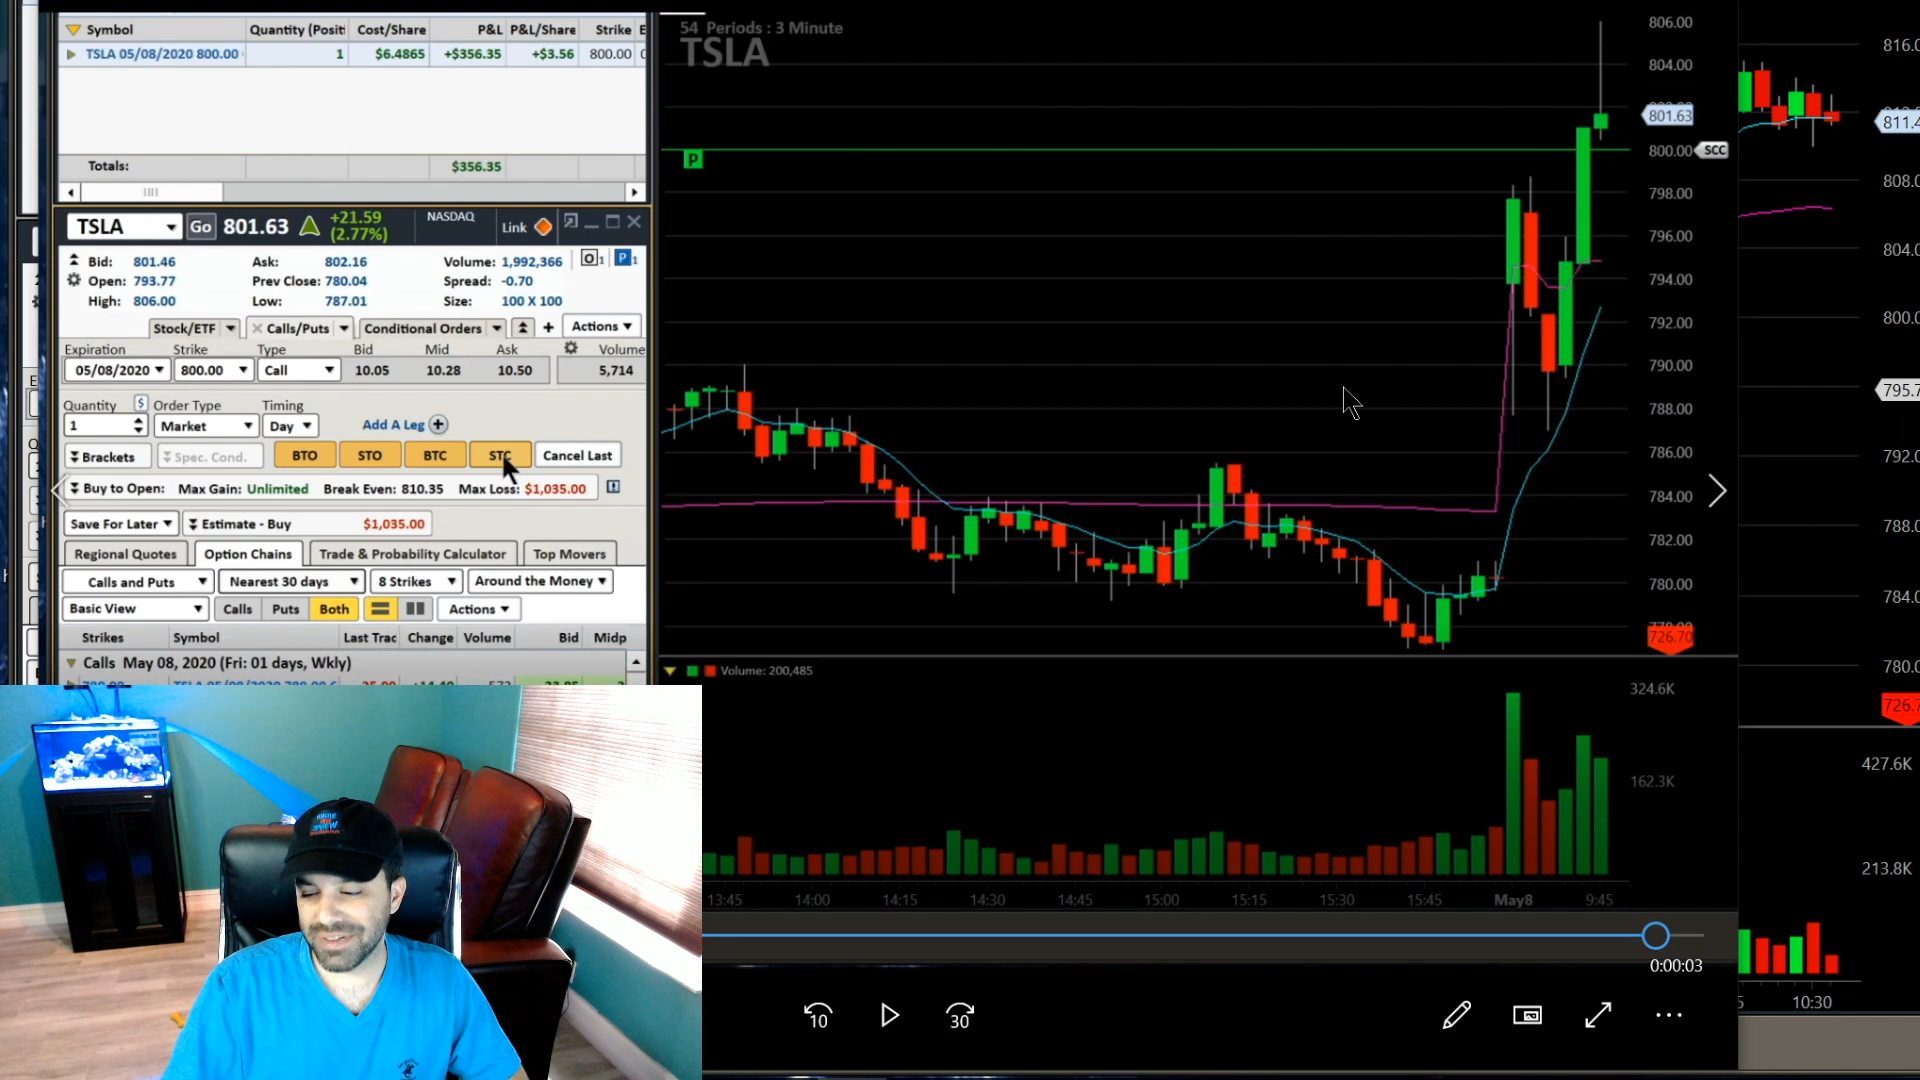 Symbol Quantity (Positi Cost/Share P&L P&L/Share Strike E
TSLA 05/08/2020 800.00 1 $6.4865 +$356.35 +$3.56 800.00
Totals: $356.35
TSLA Go 801.63 +21.59 (2.77%) NASDAQ Link
Bid: 801.46 Ask: 802.16 Volume: 1,992,366 O 1 P 1
Open: 793.77 Prev Close: 780.04 Spread: -0.70
High: 806.00 Low: 787.01 Size: 100 X 100
Stock/ETF Calls/Puts Conditional Orders + Actions
Expiration Strike Type Bid Mid Ask Volume
05/08/2020 800.00 Call 10.05 10.28 10.50 5,714
Quantity $ Order Type Timing
1 Market Day Add A Leg
Brackets Spec. Cond. BTO STO BTC STC Cancel Last
Buy to Open: Max Gain: Unlimited Break Even: 810.35 Max Loss: $1,035.00
Save For Later Estimate - Buy $1,035.00
Regional Quotes Option Chains Trade & Probability Calculator Top Movers
Calls and Puts Nearest 30 days 8 Strikes Around the Money
Basic View Calls Puts Both Actions
Strikes Symbol Last Trac Change Volume Bid Midp
Calls May 08, 2020 (Fri: 01 days, Wkly)
54 Periods : 3 Minute
TSLA
P
806.00
804.00
801.63
800.00 SCC
798.00
796.00
794.00
792.00
790.00
788.00
786.00
784.00
782.00
780.00
726.70
Volume: 200,485
324.6K
162.3K
13:45 14:00 14:15 14:30 14:45 15:00 15:15 15:30 15:45 May8 9:45
0:00:03
10
30
816.0
811.4
808.0
804.0
800.0
795.7
792.0
788.0
784.0
780.0
726.7
427.6K
213.8K
10:30